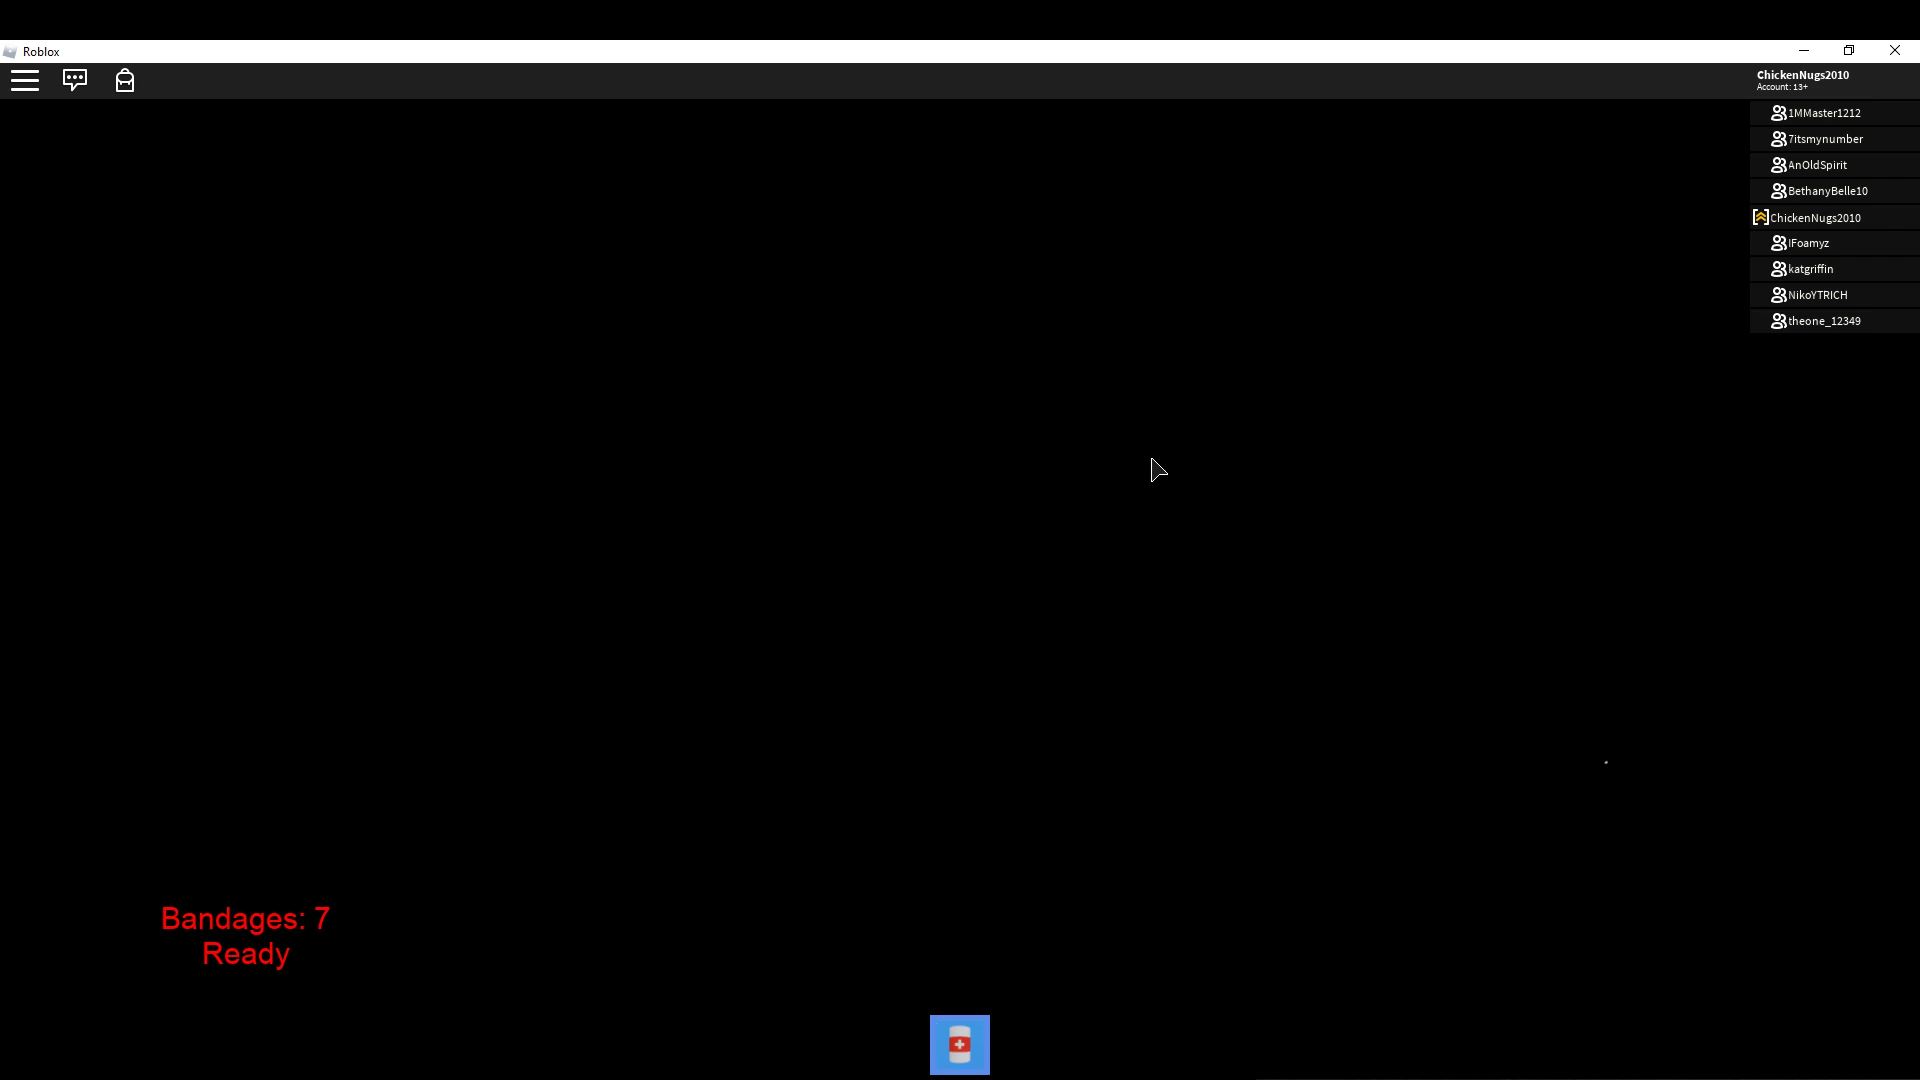 Roblox
ChickenNugs2010
Account: 13+
1MMaster1212
7itsmynumber
AnOldSpirit
BethanyBelle10
ChickenNugs2010
IFoamyz
katgriffin
NikoYTRICH
theone_12349
Bandages: 7
Ready